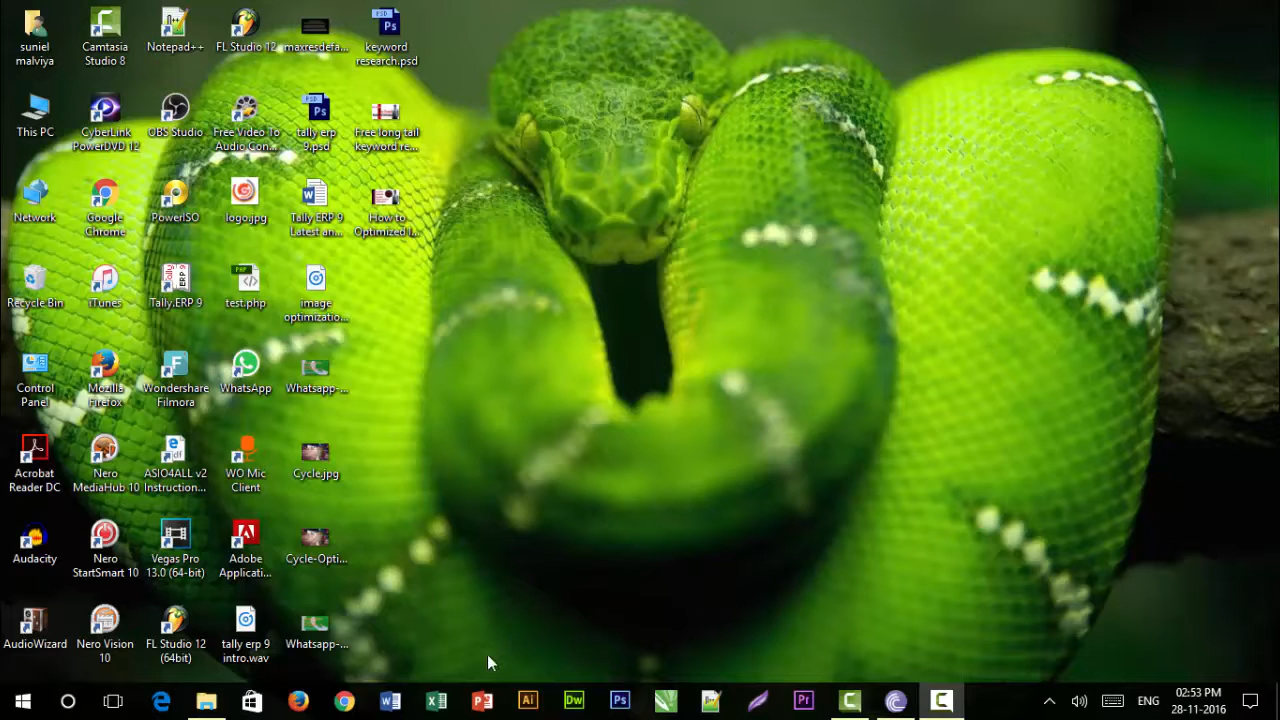 suniel
malviya
Camtasia
Studio 8
Notepad++
FL Studio 12
maxresdefa...
keyword
research.psd
This PC
CyberLink
PowerDVD 12
OBS Studio
Free Video To
Audio Con...
tally erp
9.psd
Free long tail
keyword re...
Network
Google
Chrome
PowerISO
logo.jpg
Tally ERP 9
Latest an...
How to
Optimized I...
Recycle Bin
iTunes
Tally.ERP 9
test.php
image
optimizatio...
Control
Panel
Mozilla
Firefox
Wondershare
Filmora
WhatsApp
Whatsapp-...
Acrobat
Reader DC
Nero
MediaHub 10
ASIO4ALL v2
Instruction...
WO Mic
Client
Cycle.jpg
Audacity
Nero
StartSmart 10
Vegas Pro
13.0 (64-bit)
Adobe
Applicati...
Cycle-Opti...
AudioWizard
Nero Vision
10
FL Studio 12
(64bit)
tally erp 9
intro.wav
Whatsapp-...
ENG
02:53 PM
28-11-2016